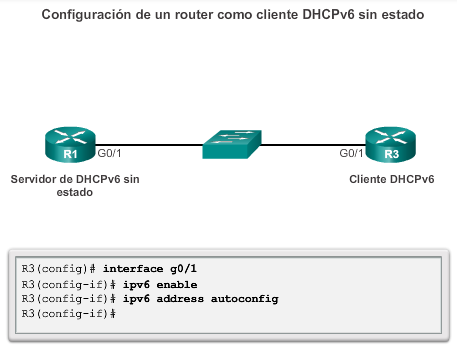 Configuración de un router como cliente DHCPv6 sin estado
R1
G0/1
G0/1
R3
Servidor de DHCPv6 sin
estado
Cliente DHCPv6
R3(config)# interface g0/1
R3(config-if)# ipv6 enable
R3(config-if)# ipv6 address autoconfig
R3(config-if)#